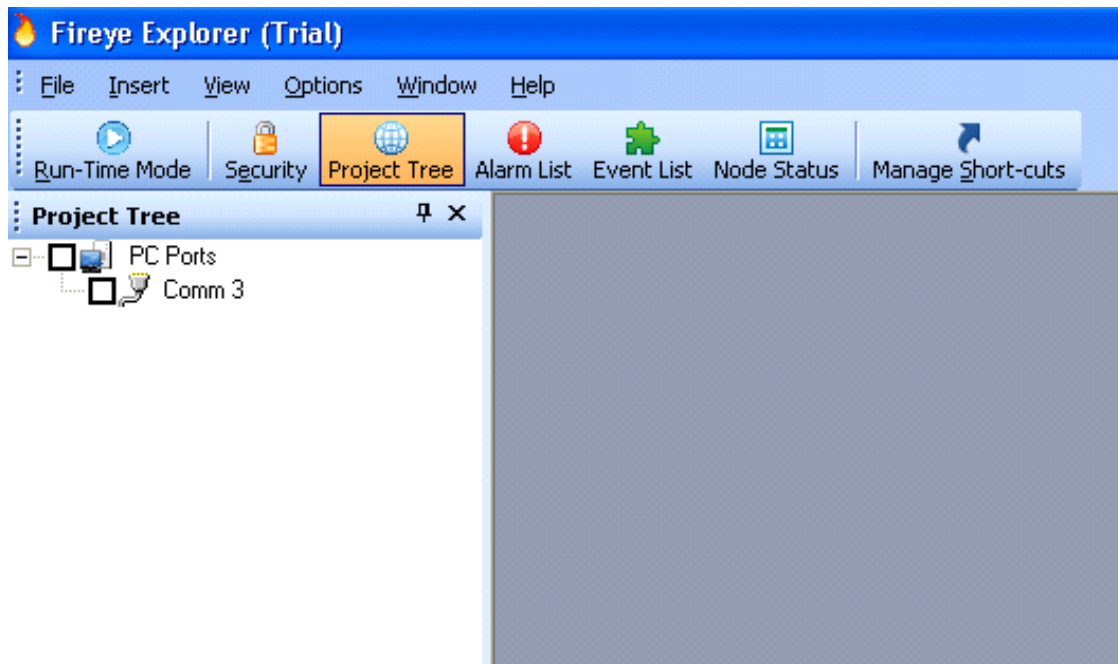 Fireye Explorer (Trial)
File Insert View Options Window Help
Run-Time Mode Security Project Tree Alarm List Event List Node Status Manage Short-cuts
Project Tree
PC Ports
Comm 3